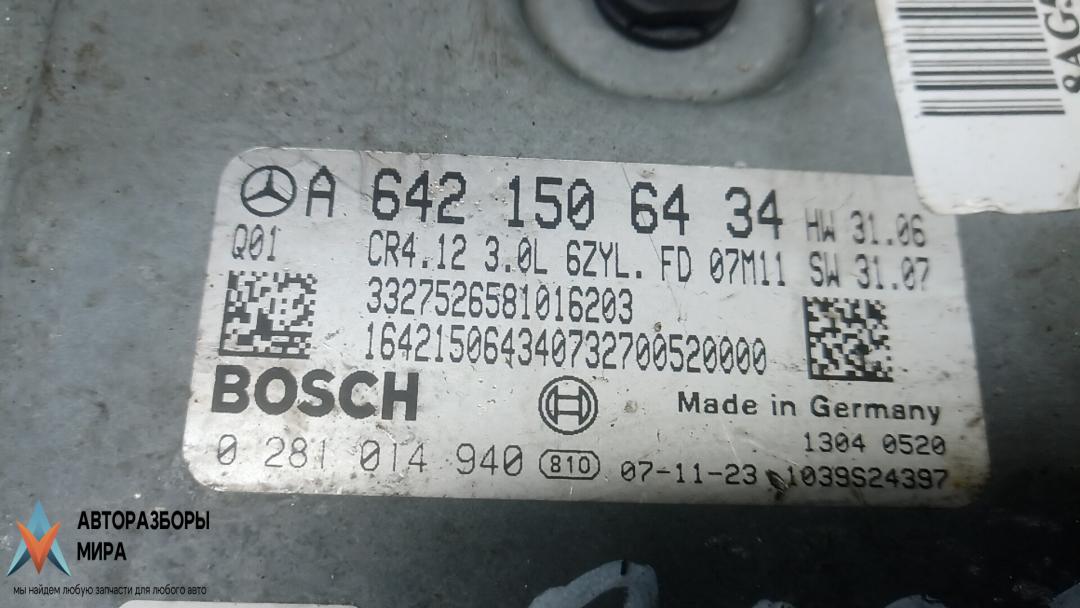 8AG
A 642 150 64 34 HW 31.06
Q01 CR4.12 3.0L 6ZYL. FD 07M11 SW 31.07
3327526581016203
164215064340732700520000
BOSCH Made in Germany
1304 0520
0 281 014 940 810 07-11-23 1039S24397
АВТОРАЗБОРЫ
МИРА
мы найдем любую запчасти для любого авто